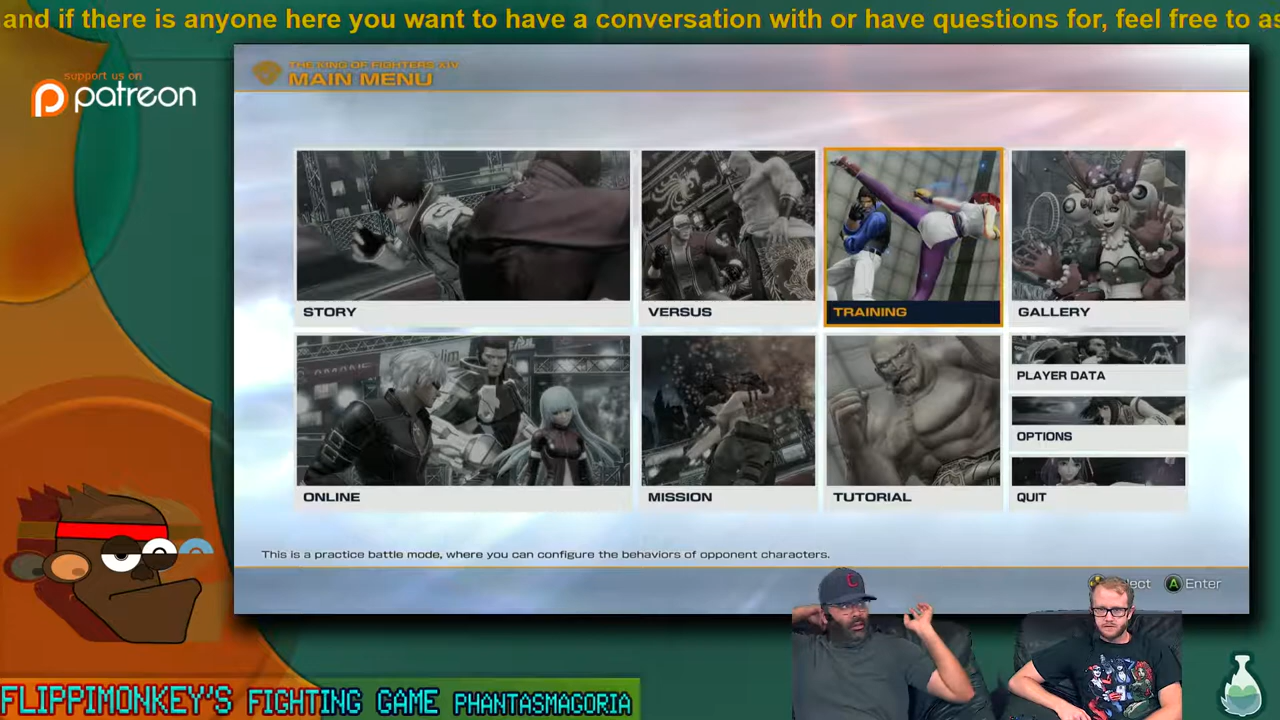 and if there is anyone here you want to have a conversation with or have questions for, feel free to as
support us on
patreon
THE KING OF FIGHTERS XIV
MAIN MENU
STORY
VERSUS
TRAINING
GALLERY
PLAYER DATA
OPTIONS
ONLINE
MISSION
TUTORIAL
QUIT
This is a practice battle mode, where you can configure the behaviors of opponent characters.
A Enter
C
FLIPPIMONKEY'S FIGHTING GAME PHANTASMAGORIA